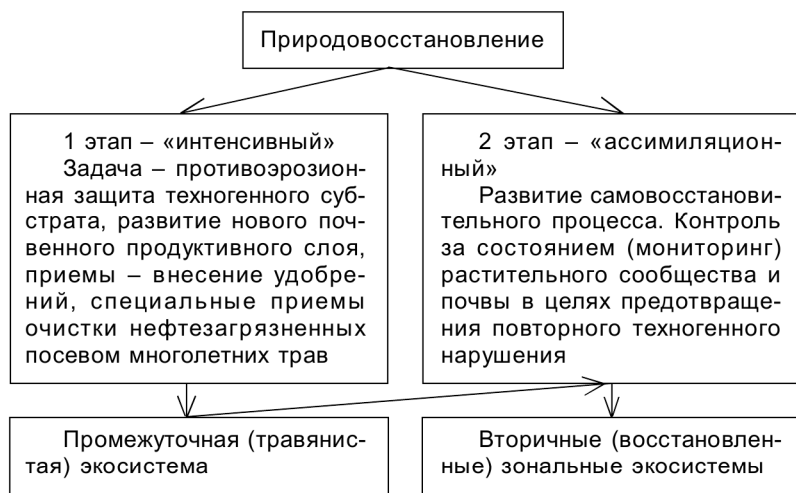 Природовосстановление
1 этап – «интенсивный»
Задача – противоэрозион-
ная защита техногенного суб-
страта, развитие нового поч-
венного продуктивного слоя,
приемы – внесение удобре-
ний, специальные приемы
очистки нефтезагрязненных
посевом многолетних трав
2 этап – «ассимиляцион-
ный»
Развитие самовосстанови-
тельного процесса. Контроль
за состоянием (мониторинг)
растительного сообщества и
почвы в целях предотвраще-
ния повторного техногенного
нарушения
Промежуточная (травянис-
тая) экосистема
Вторичные (восстановлен-
ные) зональные экосистемы